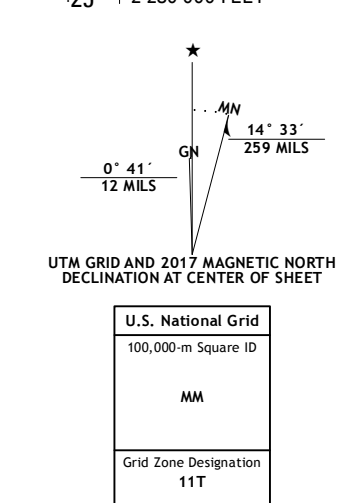 25 2 280 000 FEET
MN
14° 33´
259 MILS
GN
0° 41´
12 MILS
UTM GRID AND 2017 MAGNETIC NORTH
DECLINATION AT CENTER OF SHEET
U.S. National Grid
100,000-m Square ID
MM
Grid Zone Designation
11T